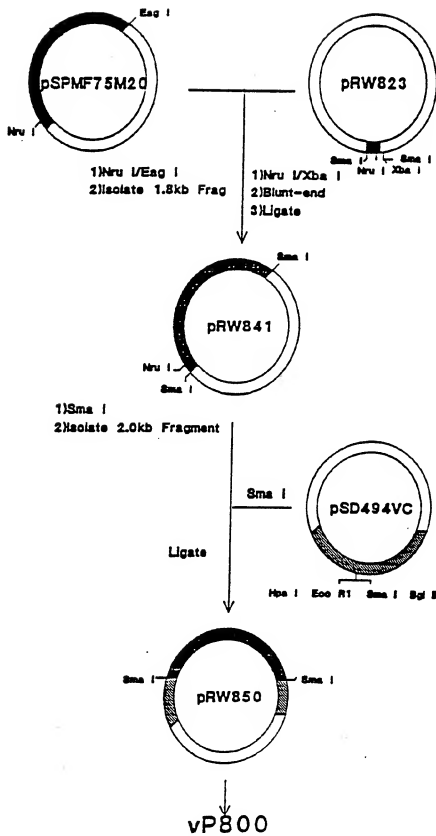 Eag I
pSPMF75M20
pRW823
Nru I
Sma I
Sma I
Nru I
Xba I
1)Nru I/Eag I
2)Isolate 1.8kb Frag
1)Nru I/Xba I
2)Blunt-end
3)Ligate
Sma I
pRW841
Nru I
Sma I
1)Sma I
2)Isolate 2.0kb Fragment
Sma I
pSD494VC
Ligate
Hpa I Eco R1 Sma I Bgl II
Sma I
Sma I
pRW850
vP800